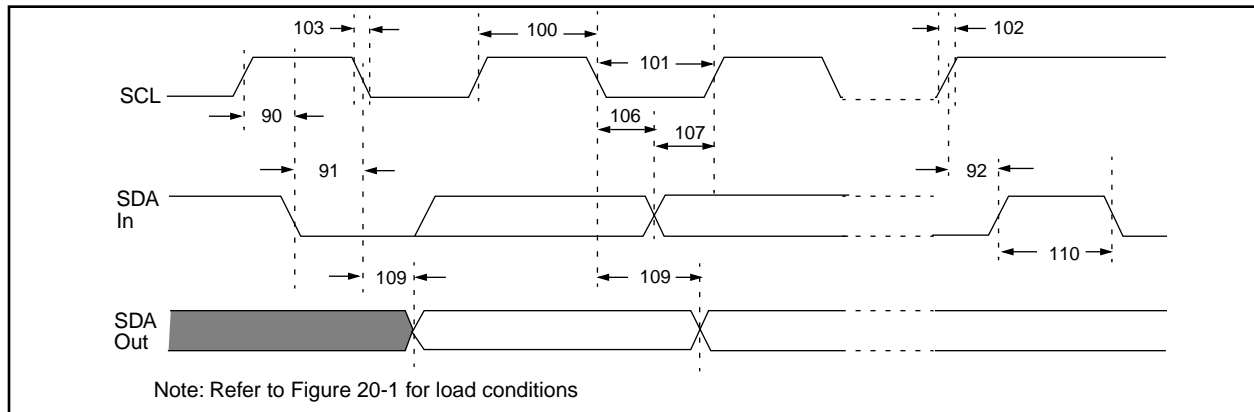 103
100
102
101
SCL
90
106
107
91
92
SDA
In
110
109
109
SDA
Out
Note: Refer to Figure 20-1 for load conditions